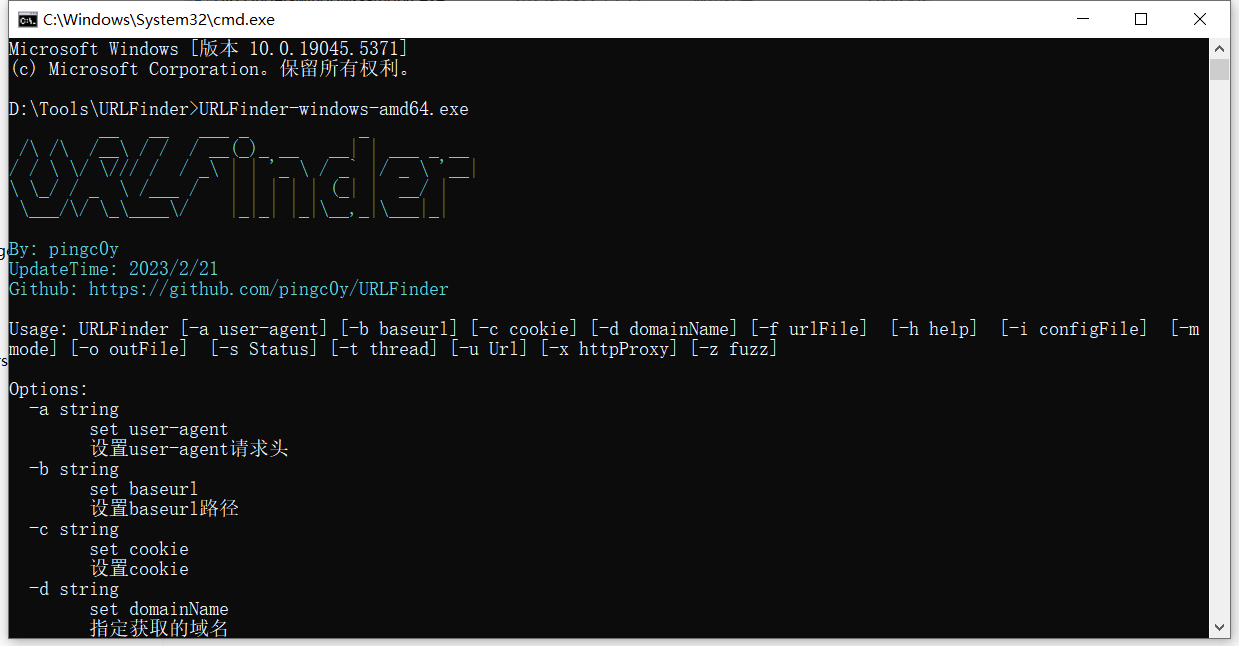 C:\Windows\System32\cmd.exe
Microsoft Windows [版本 10.0.19045.5371]
(c) Microsoft Corporation。保留所有权利。
D:\Tools\URLFinder>URLFinder-windows-amd64.exe
URLFinder
By: pingc0y
UpdateTime: 2023/2/21
Github: https://github.com/pingc0y/URLFinder
Usage: URLFinder [-a user-agent] [-b baseurl] [-c cookie] [-d domainName] [-f urlFile]  [-h help]  [-i configFile]  [-m
mode] [-o outFile]  [-s Status] [-t thread] [-u Url] [-x httpProxy] [-z fuzz]
Options:
-a string
set user-agent
设置user-agent请求头
-b string
set baseurl
设置baseurl路径
-c string
set cookie
设置cookie
-d string
set domainName
指定获取的域名